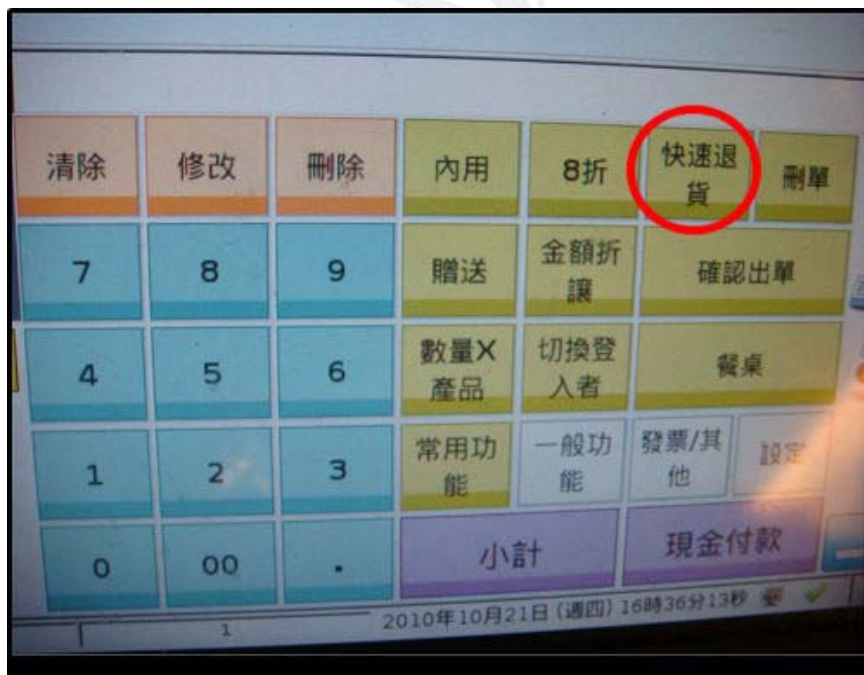 清除
修改
刪除
內用
8折
快速退
貨
刪單
7
8
9
贈送
金額折
讓
確認出單
4
5
6
數量X
產品
切換登
入者
餐桌
1
2
3
常用功
能
一般功
能
發票/其
他
設定
0
00
.
小計
現金付款
1
2010年10月21日 (週四) 16時36分13秒